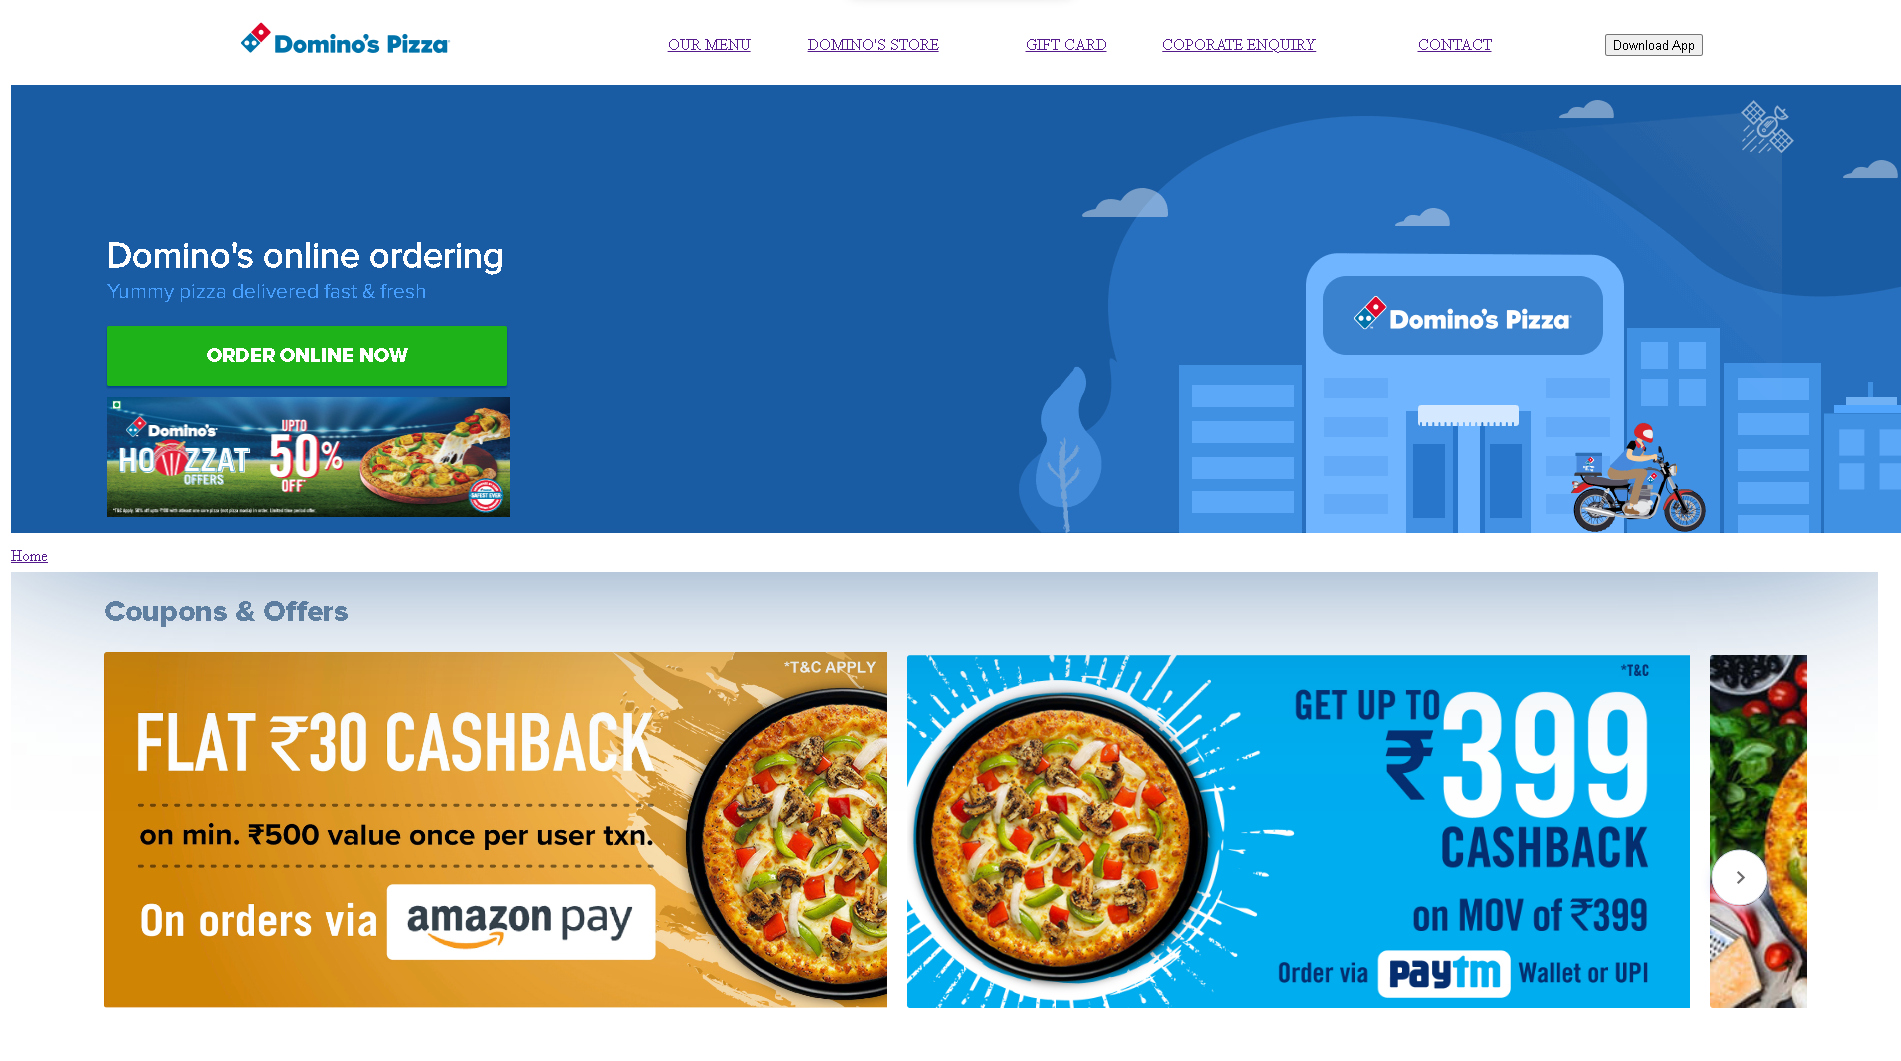 Domino's Pizza
OUR MENU
DOMINO'S STORE
GIFT CARD
COPORATE ENQUIRY
CONTACT
Download App
Domino's online ordering
Yummy pizza delivered fast & fresh
ORDER ONLINE NOW
Domino's
HOWZZAT
OFFERS
UPTO
50%
OFF*
SAFEST EVER
Domino's Pizza
Home
Coupons & Offers
*T&C APPLY
FLAT ₹30 CASHBACK
on min. ₹500 value once per user txn.
On orders via amazon pay
*T&C
GET UP TO
₹399
CASHBACK
on MOV of ₹399
Order via paytm Wallet or UPI